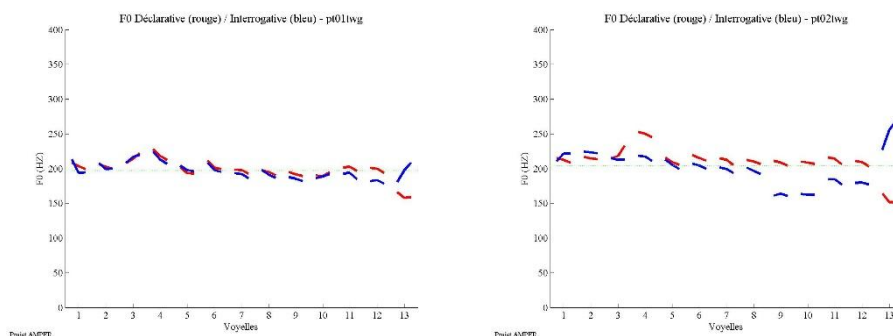 F0 Déclarative (rouge) / Interrogative (bleu) - pt01twg
400
350
300
250
200
150
100
50
0
F0 (HZ)
1 2 3 4 5 6 7 8 9 10 11 12 13
Voyelles
Projet AMPER
F0 Déclarative (rouge) / Interrogative (bleu) - pt02twg
400
350
300
250
200
150
100
50
0
F0 (HZ)
1 2 3 4 5 6 7 8 9 10 11 12
Voyelles
Projet AMPER